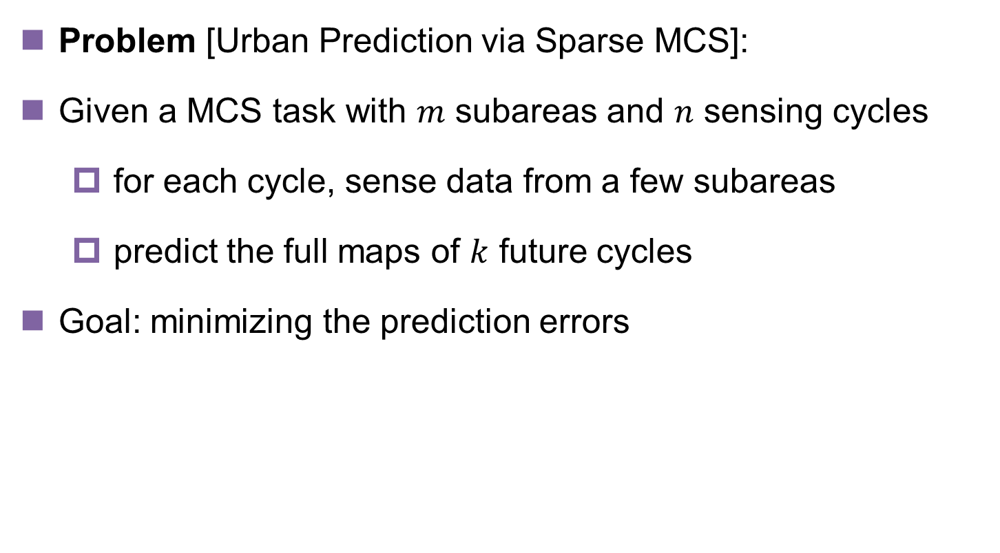 Problem [Urban Prediction via Sparse MCS]:
Given a MCS task with m subareas and n sensing cycles
for each cycle, sense data from a few subareas
predict the full maps of k future cycles
Goal: minimizing the prediction errors